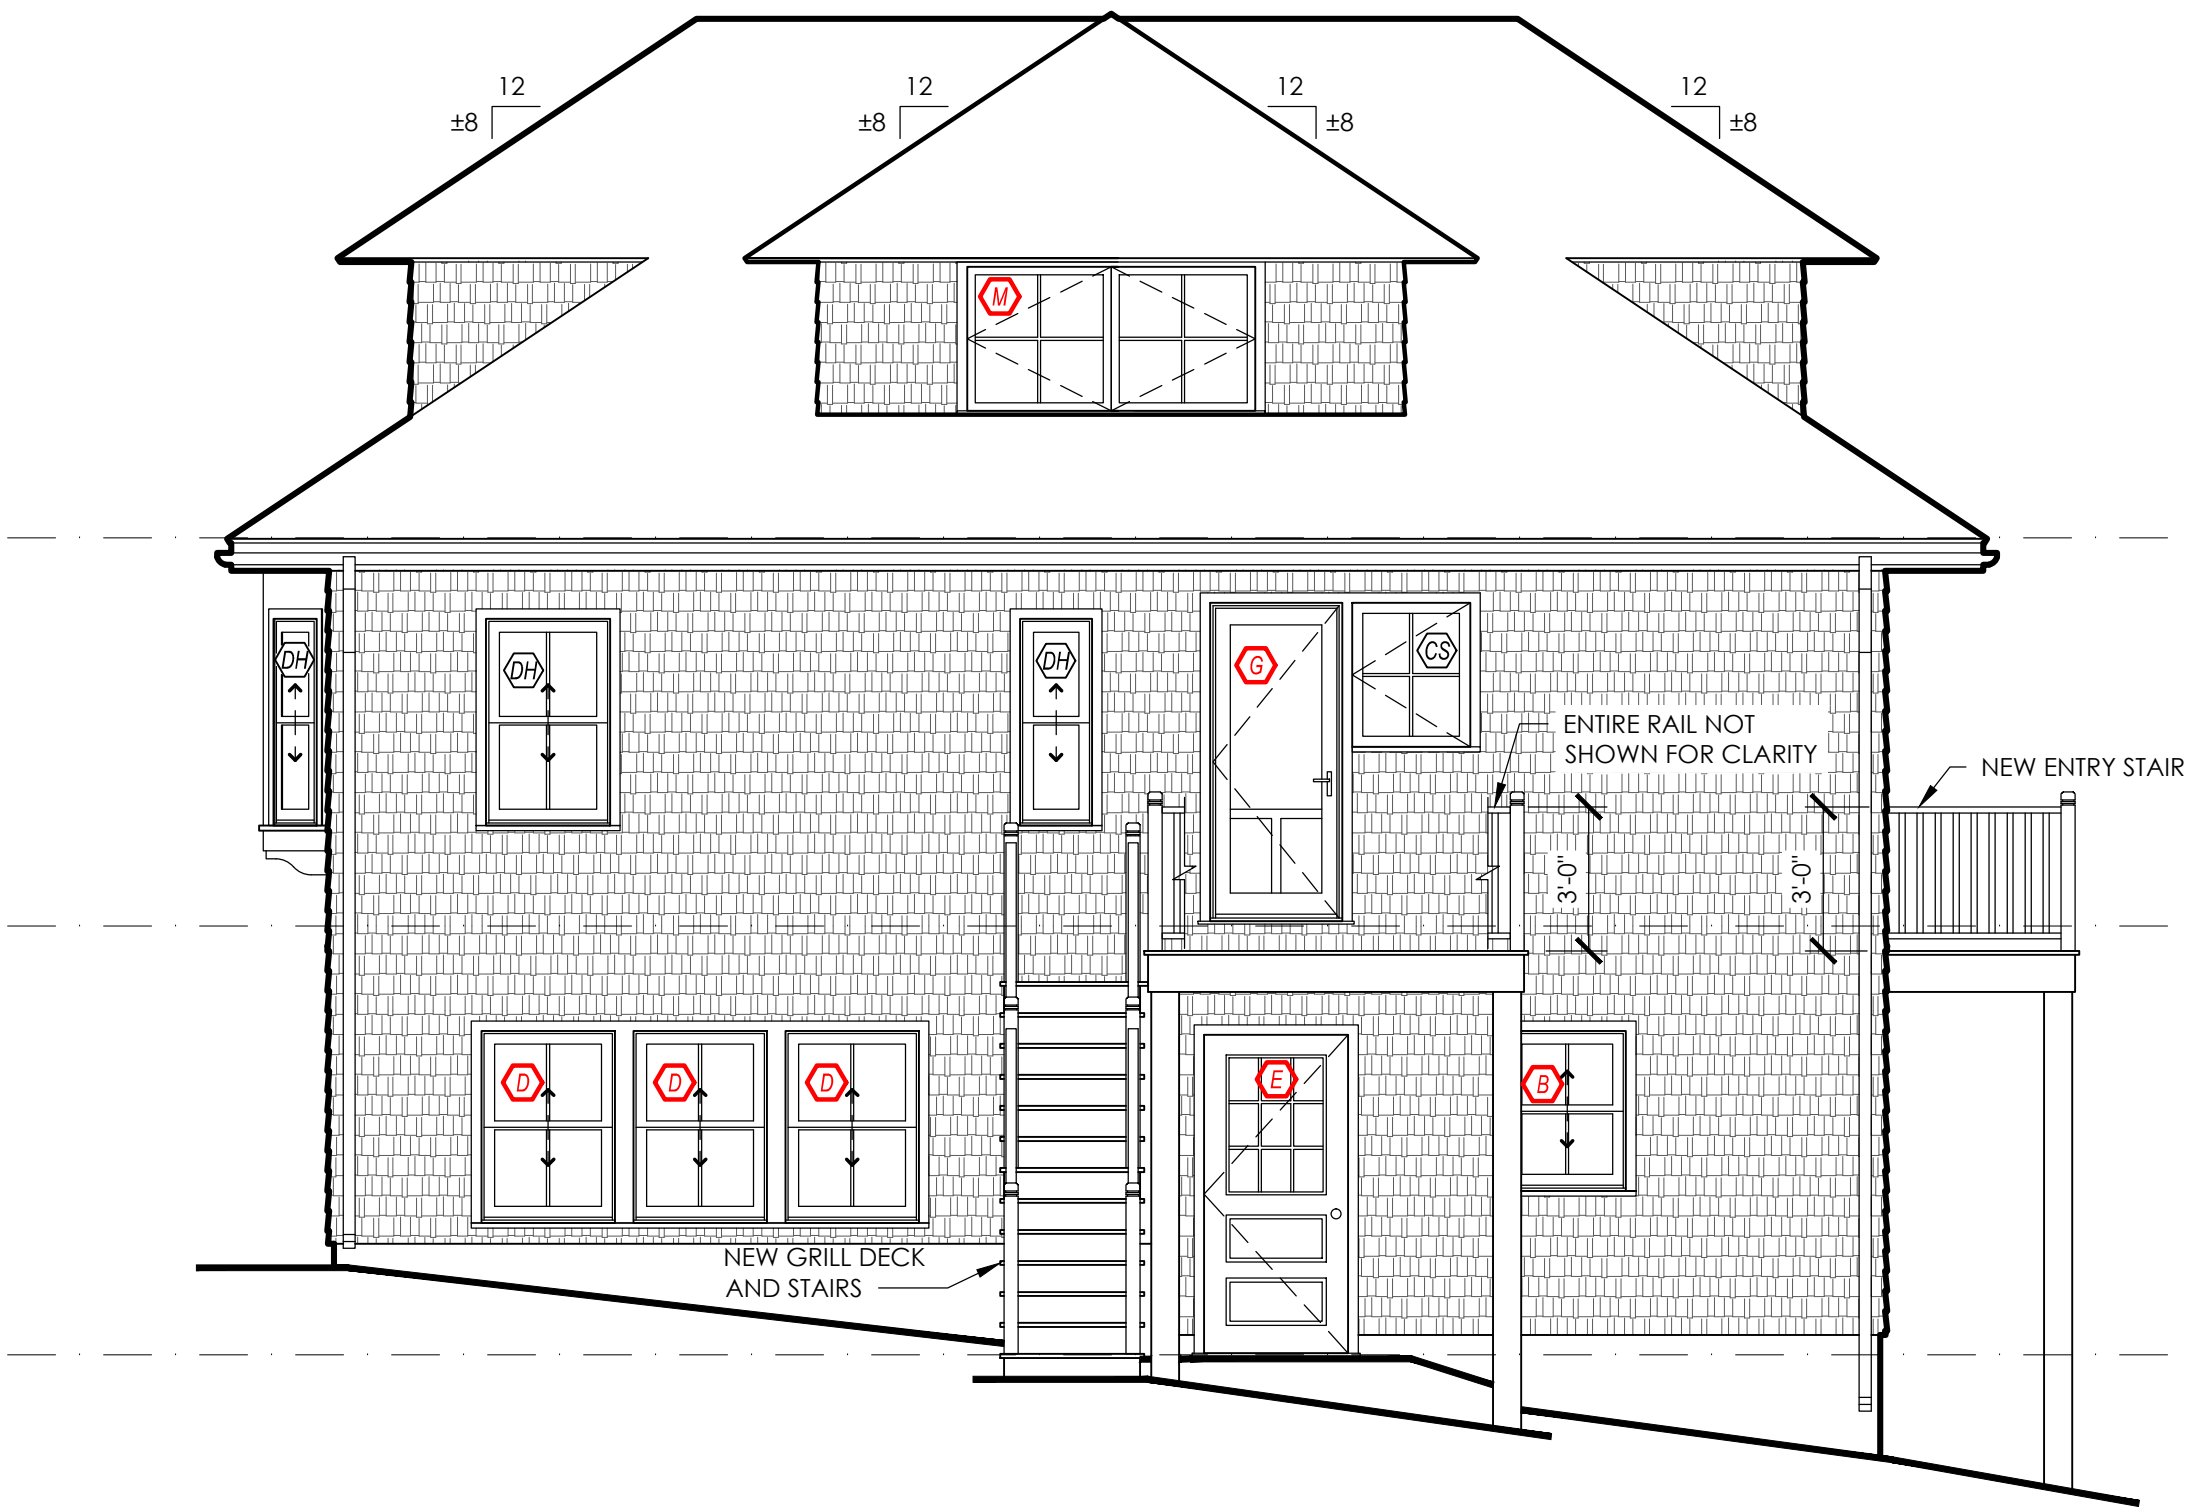 12
±8
12
±8
12
±8
12
±8
M
DH
DH
DH
G
CS
ENTIRE RAIL NOT
SHOWN FOR CLARITY
NEW ENTRY STAIR
3'-0"
3'-0"
D
D
D
E
B
NEW GRILL DECK
AND STAIRS